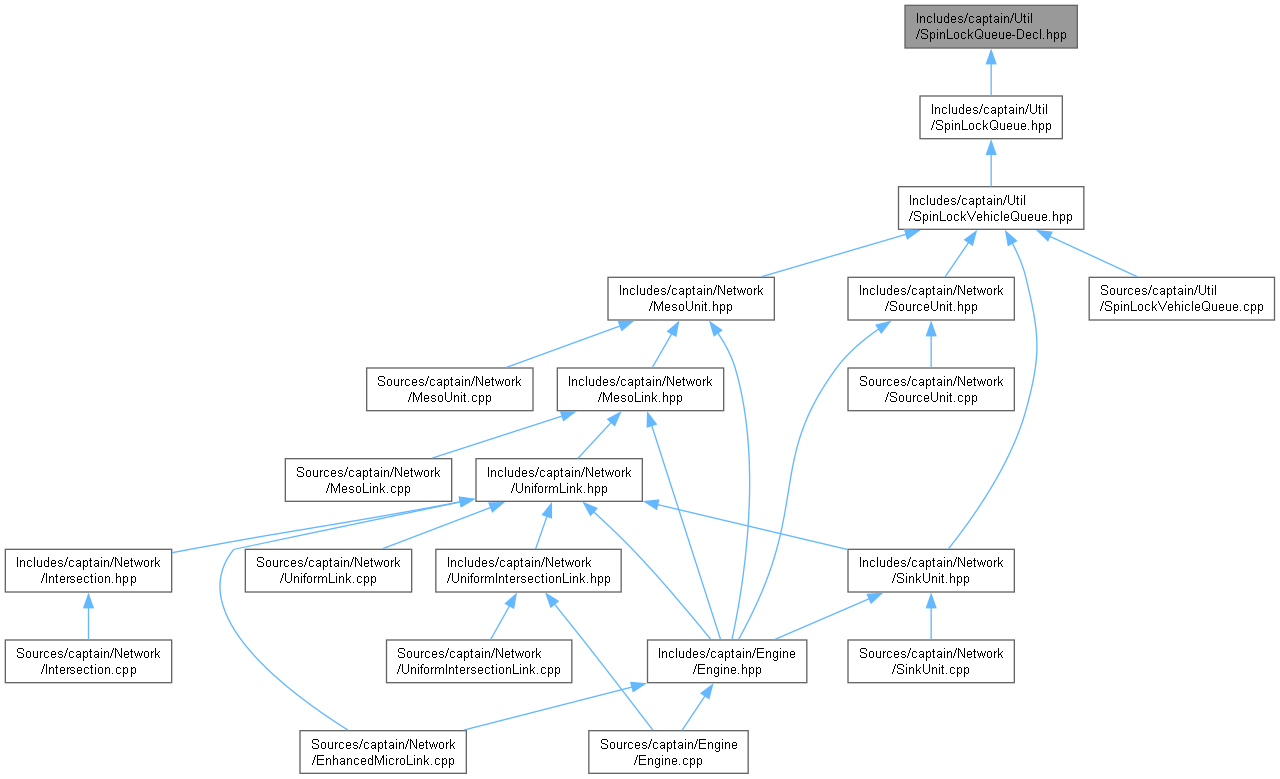 Includes/captain/Util
/SpinLockQueue-Decl.hpp
Includes/captain/Util
/SpinLockQueue.hpp
Includes/captain/Util
/SpinLockVehicleQueue.hpp
Includes/captain/Network
/MesoUnit.hpp
Includes/captain/Network
/SourceUnit.hpp
Sources/captain/Util
/SpinLockVehicleQueue.cpp
Sources/captain/Network
/MesoUnit.cpp
Includes/captain/Network
/MesoLink.hpp
Sources/captain/Network
/SourceUnit.cpp
Sources/captain/Network
/MesoLink.cpp
Includes/captain/Network
/UniformLink.hpp
Includes/captain/Network
/Intersection.hpp
Sources/captain/Network
/UniformLink.cpp
Includes/captain/Network
/UniformIntersectionLink.hpp
Includes/captain/Network
/SinkUnit.hpp
Sources/captain/Network
/Intersection.cpp
Sources/captain/Network
/UniformIntersectionLink.cpp
Includes/captain/Engine
/Engine.hpp
Sources/captain/Network
/SinkUnit.cpp
Sources/captain/Network
/EnhancedMicroLink.cpp
Sources/captain/Engine
/Engine.cpp